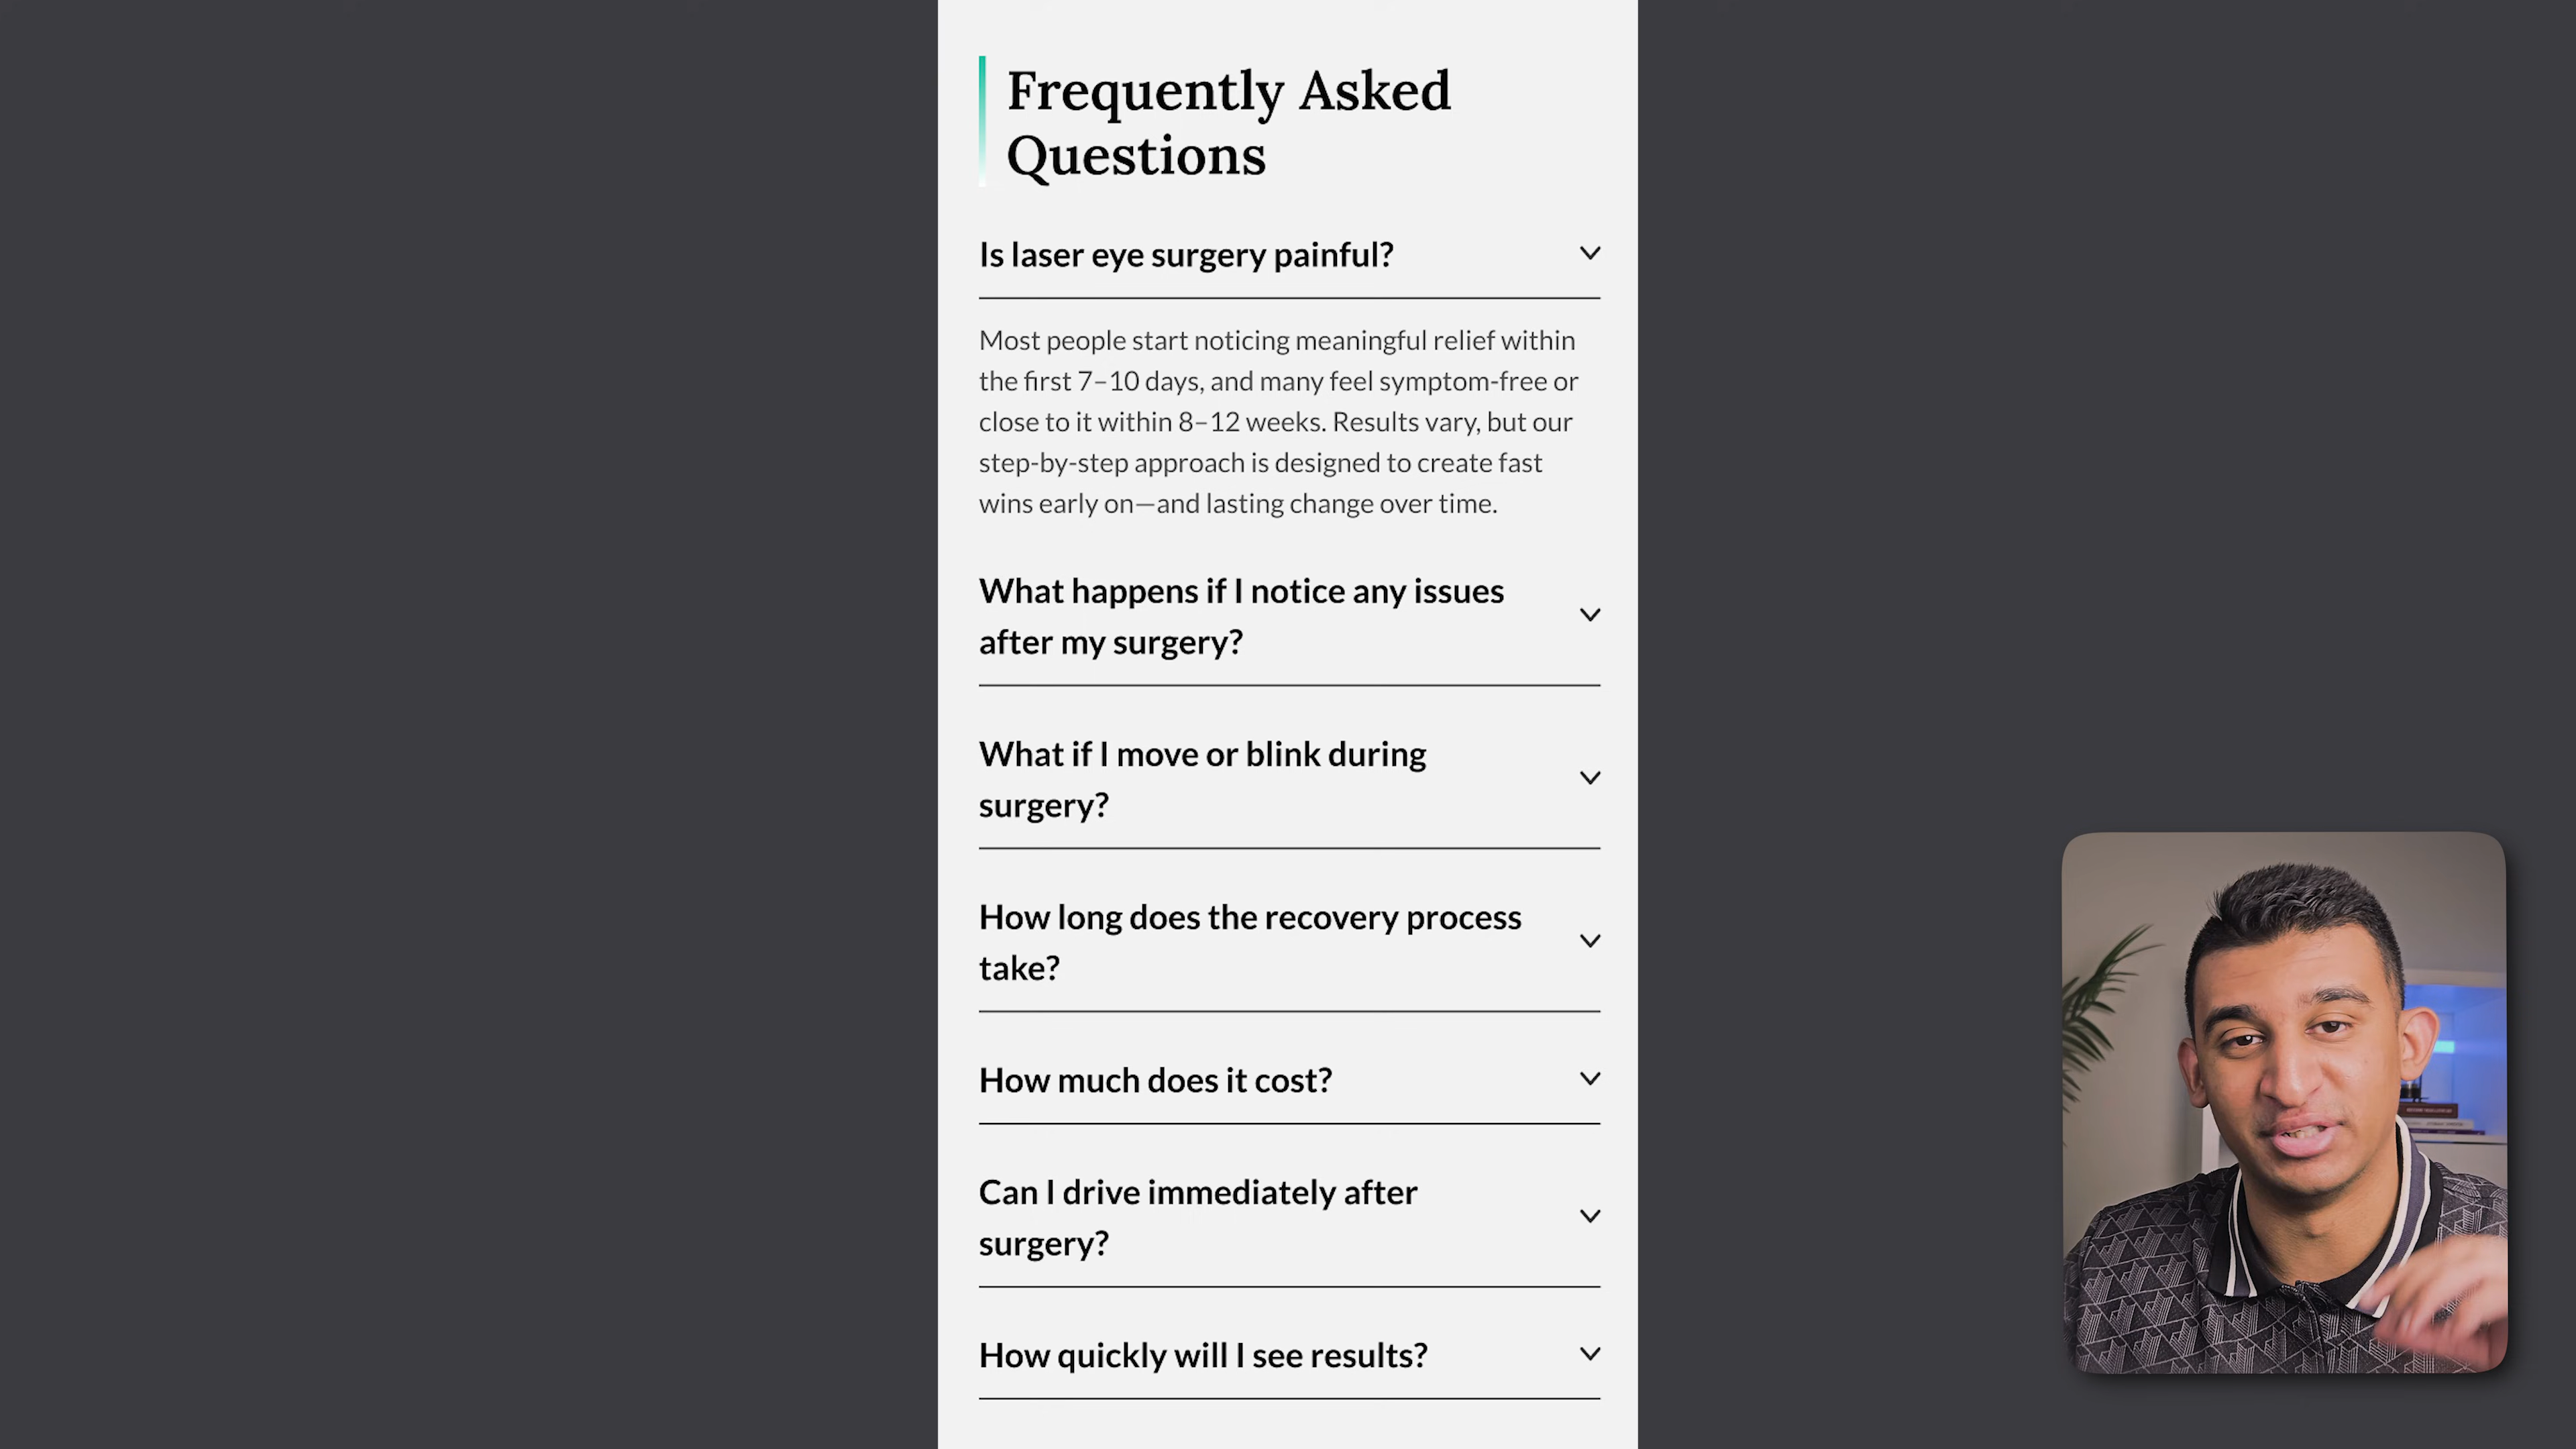 Frequently Asked
Questions
Is laser eye surgery painful?
Most people start noticing meaningful relief within
the first 7–10 days, and many feel symptom-free or
close to it within 8–12 weeks. Results vary, but our
step-by-step approach is designed to create fast
wins early on—and lasting change over time.
What happens if I notice any issues
after my surgery?
What if I move or blink during
surgery?
How long does the recovery process
take?
How much does it cost?
Can I drive immediately after
surgery?
How quickly will I see results?